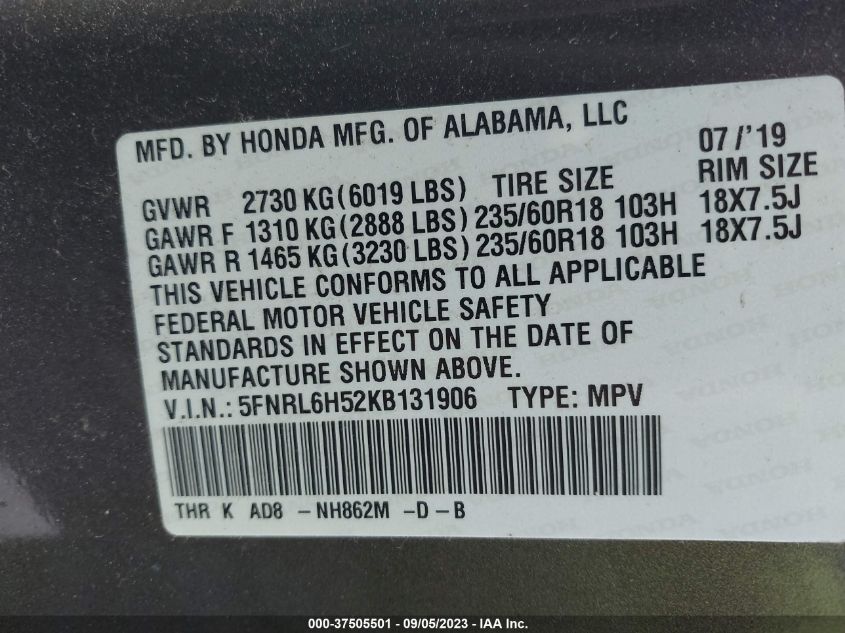 MFD. BY HONDA MFG. OF ALABAMA, LLC 07/'19
GVWR 2730 KG(6019 LBS) TIRE SIZE RIM SIZE
GAWR F 1310 KG(2888 LBS) 235/60R18 103H 18X7.5J
GAWR R 1465 KG(3230 LBS) 235/60R18 103H 18X7.5J
THIS VEHICLE CONFORMS TO ALL APPLICABLE
FEDERAL MOTOR VEHICLE SAFETY
STANDARDS IN EFFECT ON THE DATE OF
MANUFACTURE SHOWN ABOVE.
V.I.N.: 5FNRL6H52KB131906 TYPE: MPV
THR K AD8 - NH862M - D - B
000-37505501 - 09/05/2023 - IAA Inc.